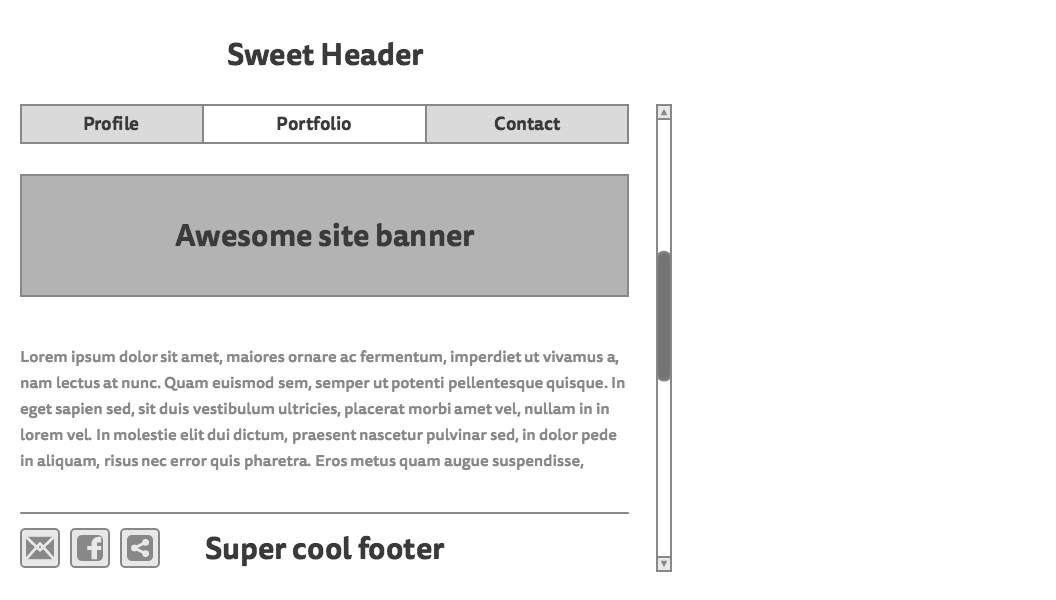 Sweet Header
Profile
Portfolio
Contact
Awesome site banner
Lorem ipsum dolor sit amet, maiores ornare ac fermentum, imperdiet ut vivamus a,
nam lectus at nunc. Quam euismod sem, semper ut potenti pellentesque quisque. In
eget sapien sed, sit duis vestibulum ultricies, placerat morbi amet vel, nullam in in
lorem vel. In molestie elit dui dictum, praesent nascetur pulvinar sed, in dolor pede
in aliquam, risus nec error quis pharetra. Eros metus quam augue suspendisse,
Super cool footer